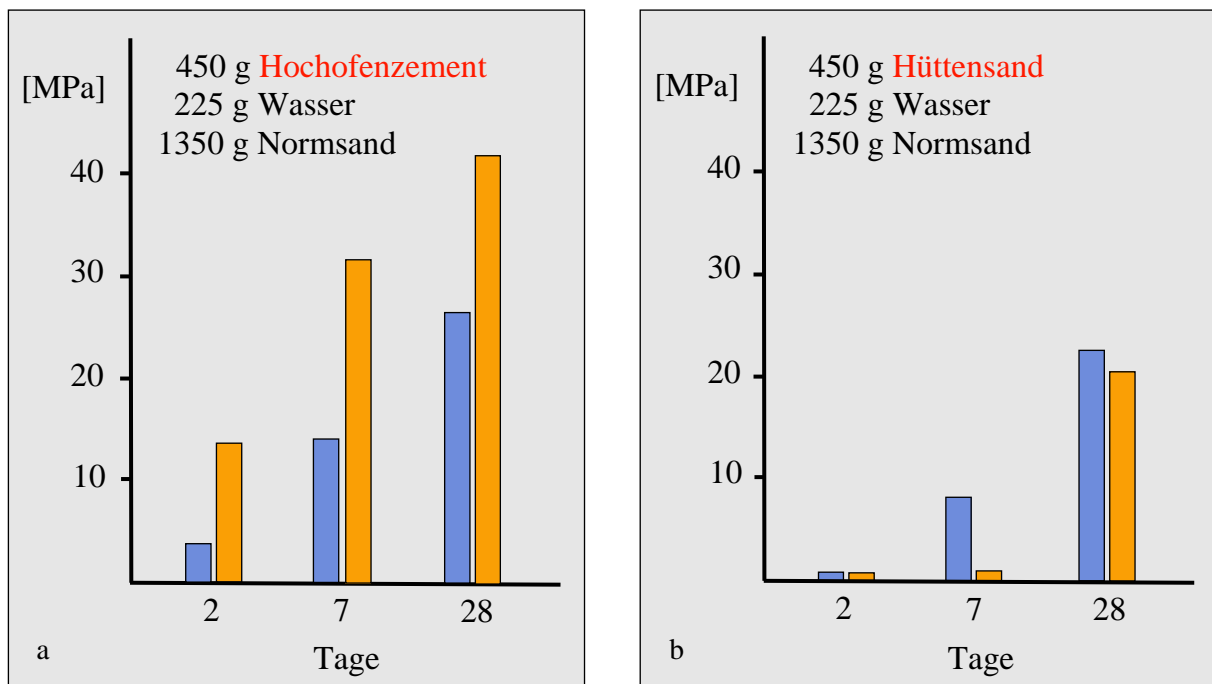 450 g Hochofenzement
[MPa]
225 g Wasser
1350 g Normsand
40
30
20
10
2 7 28
a
Tage
450 g Hüttensand
[MPa]
225 g Wasser
1350 g Normsand
40
30
20
10
2 7 28
b
Tage